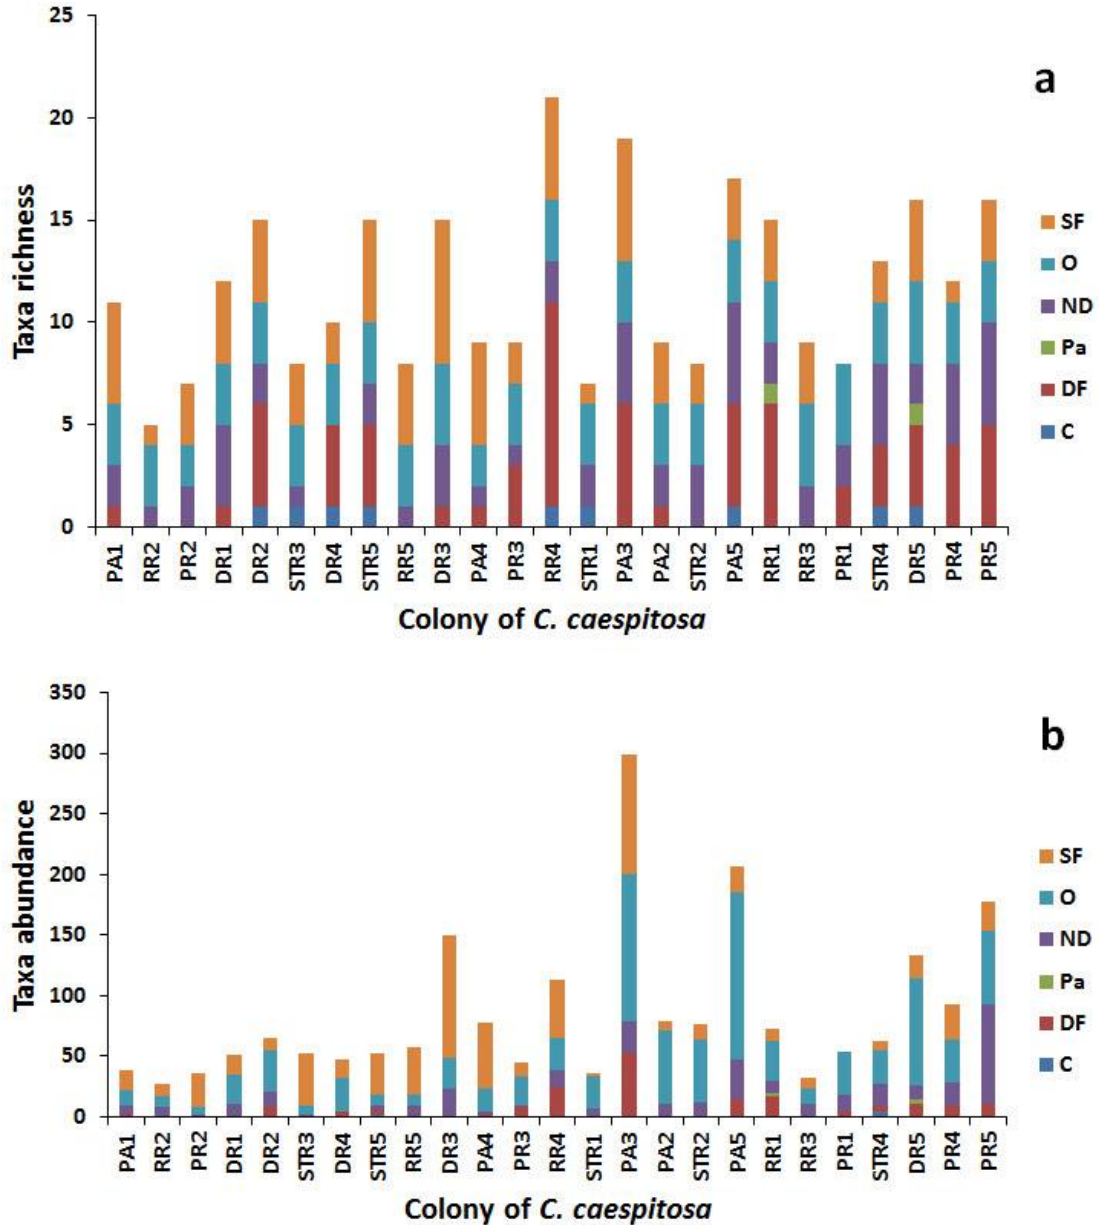 25
20
15
10
5
0
Taxa richness
a
SF
O
ND
Pa
DF
C
PA1 RR2 PR2 DR1 DR2 STR3 DR4 STR5 RR5 DR3 PA4 PR3 RR4 STR1 PA3 PA2 STR2 PA5 RR1 RR3 PR1 STR4 DR5 PR4 PR5
Colony of C. caespitosa
350
300
250
200
150
100
50
0
Taxa abundance
b
SF
O
ND
Pa
DF
C
PA1 RR2 PR2 DR1 DR2 STR3 DR4 STR5 RR5 DR3 PA4 PR3 RR4 STR1 PA3 PA2 STR2 PA5 RR1 RR3 PR1 STR4 DR5 PR4 PR5
Colony of C. caespitosa